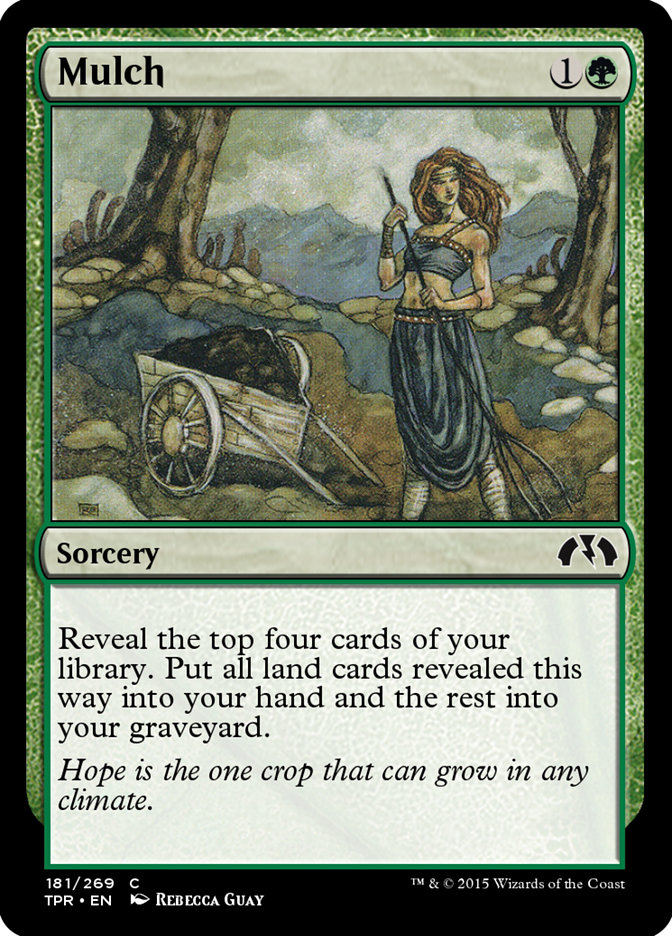 Mulch 1
Sorcery
Reveal the top four cards of your
library. Put all land cards revealed this
way into your hand and the rest into
your graveyard.
Hope is the one crop that can grow in any
climate.
181/269 C
TPR • EN Rebecca Guay
™ & © 2015 Wizards of the Coast